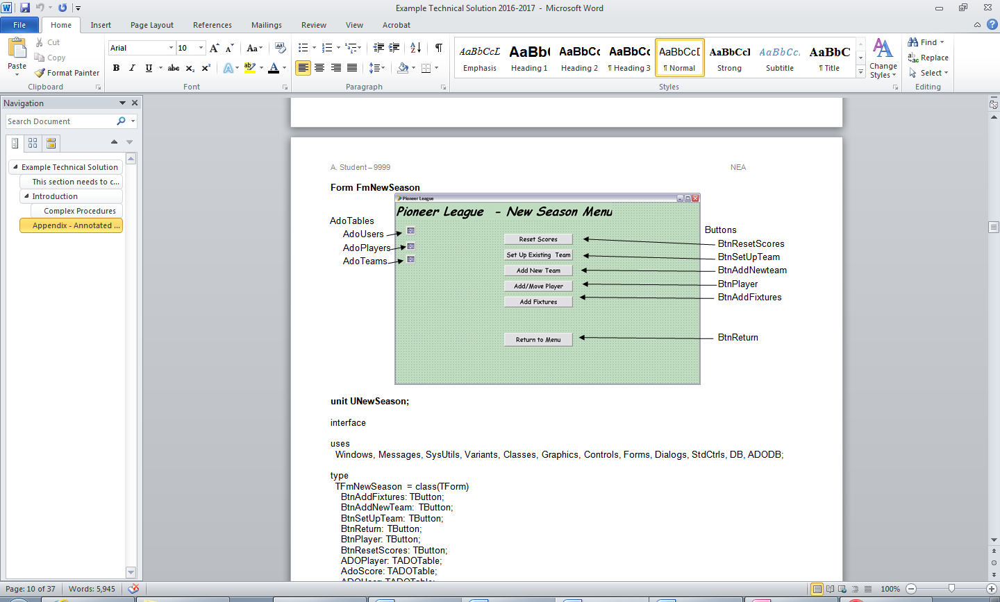 Example Technical Solution 2016-2017 - Microsoft Word
File Home Insert Page Layout References Mailings Review View Acrobat
Paste
Cut
Copy
Format Painter
Clipboard
Arial 10
Font
Paragraph
AaBbCcL AaBb( AaBbCc AaBbCc AaBbCcD AaBbCcI AaBbCcI AaBbC
Emphasis Heading 1 Heading 2 ¶ Heading 3 ¶ Normal Strong Subtitle ¶ Title
Change Styles
Styles
Find
Replace
Select
Editing
Navigation
Search Document
Example Technical Solution
This section needs to c...
Introduction
Complex Procedures
Appendix - Annotated ...
A. Student – 9999 NEA
Form FmNewSeason
Pioneer League
Pioneer League - New Season Menu
AdoTables
AdoUsers
AdoPlayers
AdoTeams
Reset Scores
Set Up Existing Team
Add New Team
Add/Move Player
Add Fixtures
Return to Menu
Buttons
BtnResetScores
BtnSetUpTeam
BtnAddNewteam
BtnPlayer
BtnAddFixtures
BtnReturn
unit UNewSeason;
interface
uses
Windows, Messages, SysUtils, Variants, Classes, Graphics, Controls, Forms, Dialogs, StdCtrls, DB, ADODB;
type
TFmNewSeason = class(TForm)
BtnAddFixtures: TButton;
BtnAddNewTeam: TButton;
BtnSetUpTeam: TButton;
BtnReturn: TButton;
BtnPlayer: TButton;
BtnResetScores: TButton;
ADOPlayer: TADOTable;
AdoScore: TADOTable;
ADOUser: TADOTable;
Page: 10 of 37 Words: 5,945 100%